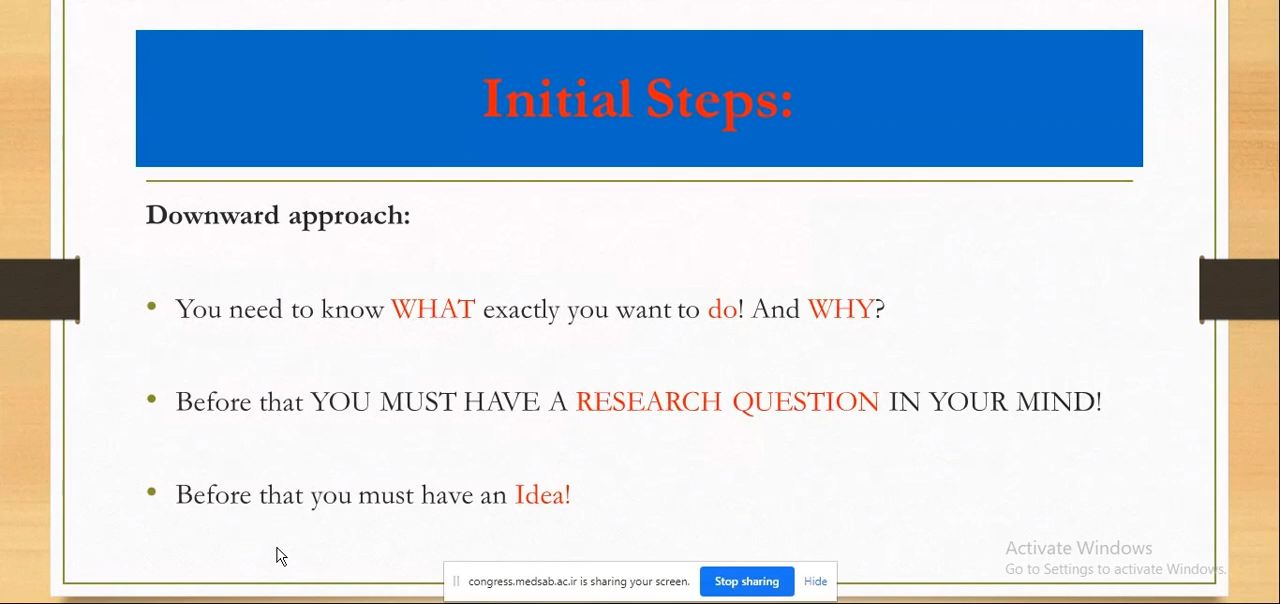 Initial Steps:
Downward approach:
• You need to know WHAT exactly you want to do! And WHY?
• Before that YOU MUST HAVE A RESEARCH QUESTION IN YOUR MIND!
• Before that you must have an Idea!
Activate Windows
Go to Settings to activate Windows.
congress.medsab.ac.ir is sharing your screen. Stop sharing Hide